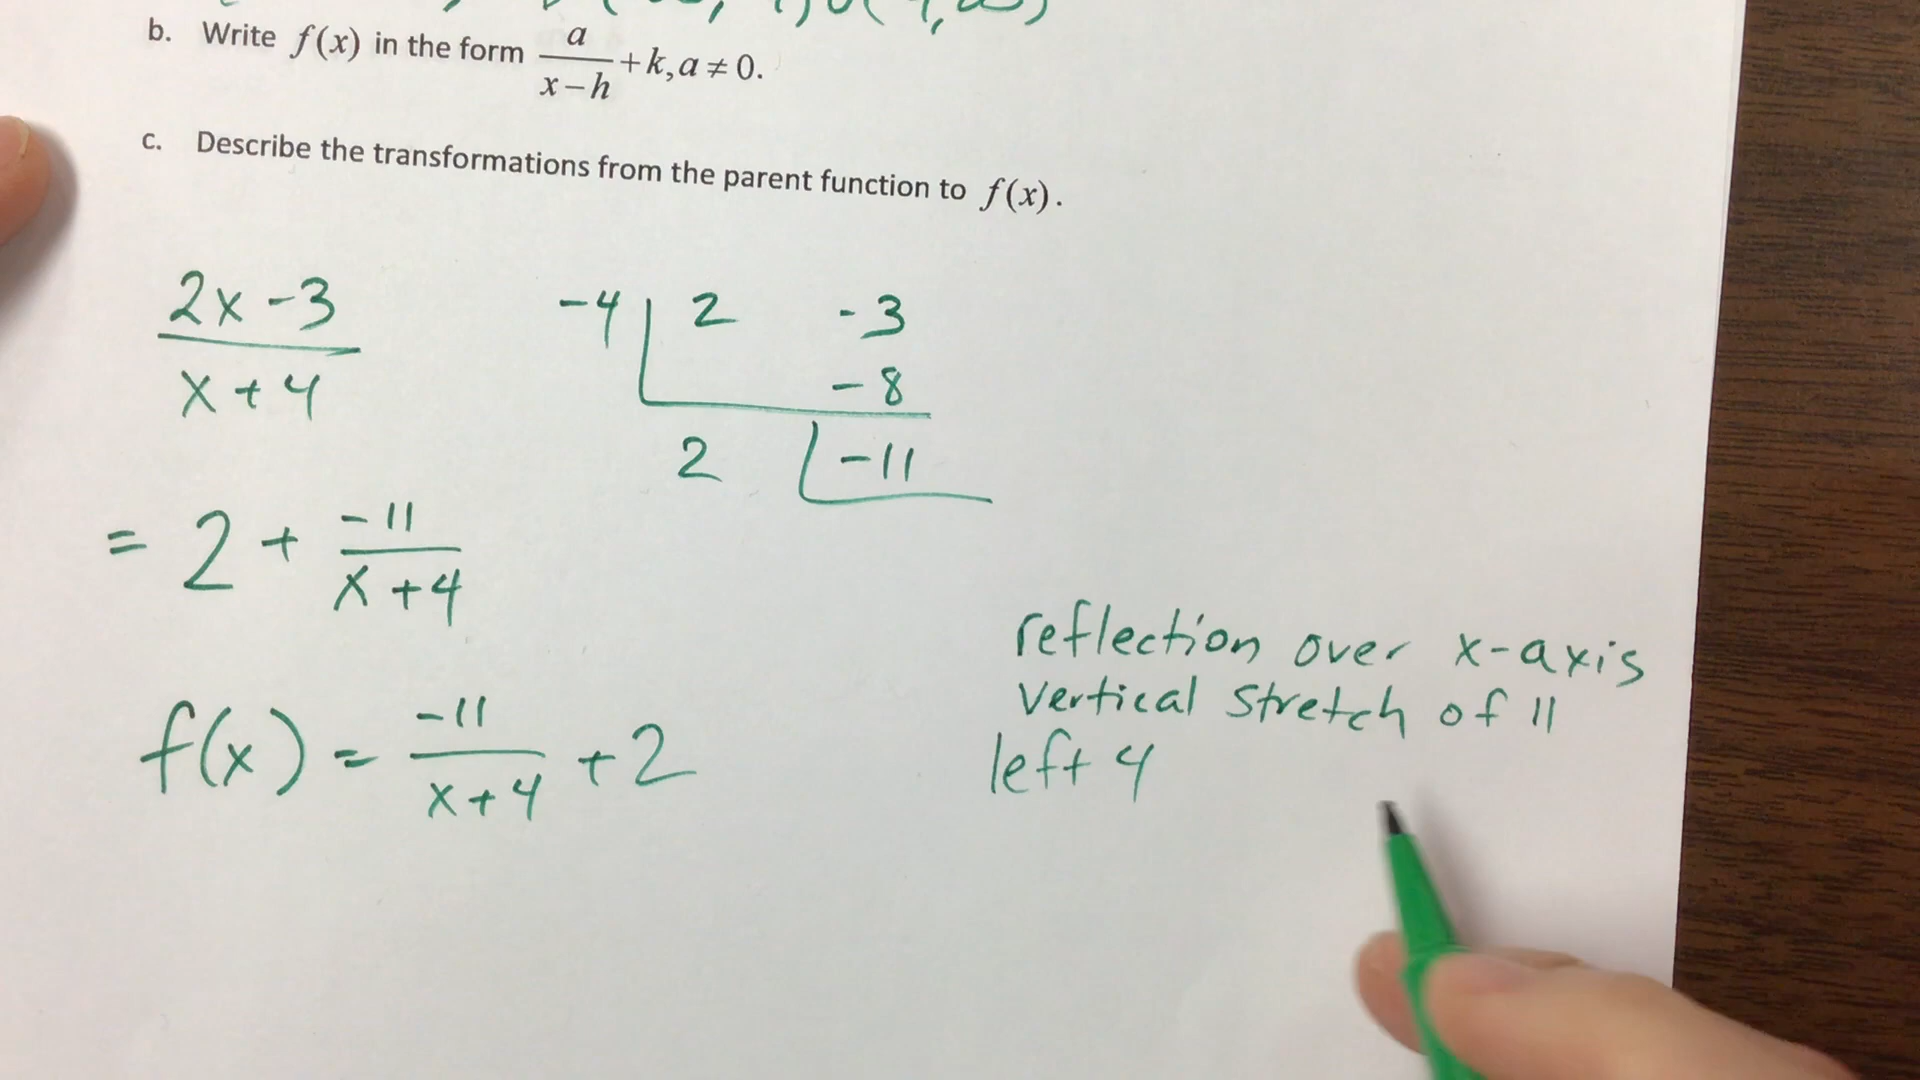 b. Write f(x) in the form a/(x−h) +k, a≠0.
c. Describe the transformations from the parent function to f(x).
2x -3
x+4
-4 2 -3
-8
2 -11
= 2 + -11/(x+4)
f(x) = -11/(x+4) +2
reflection over x-axis
vertical stretch of 11
left 4